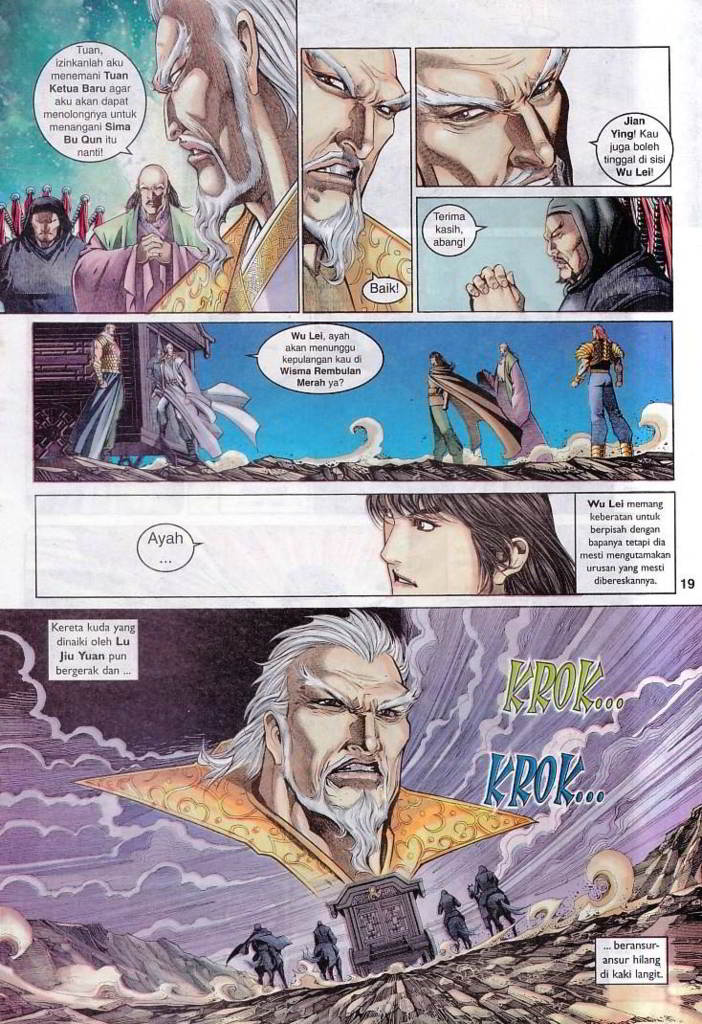 Tuan,
izinkanlah aku
menemani Tuan
Ketua Baru agar
aku akan dapat
menolongnya untuk
menangani Sima
Bu Qun itu
nanti!
Baik!
Jian
Ying! Kau
juga boleh
tinggal di sisi
Wu Lei!
Terima
kasih,
abang!
Wu Lei, ayah
akan menunggu
kepulangan kau di
Wisma Rembulan
Merah ya?
Ayah
...
Wu Lei memang
keberatan untuk
berpisah dengan
bapanya tetapi dia
mesti mengutamakan
urusan yang mesti
dibereskannya.
19
Kereta kuda yang
dinaiki oleh Lu
Jiu Yuan pun
bergerak dan ...
KROK...
KROK...
... beransur-
ansur hilang
di kaki langit.